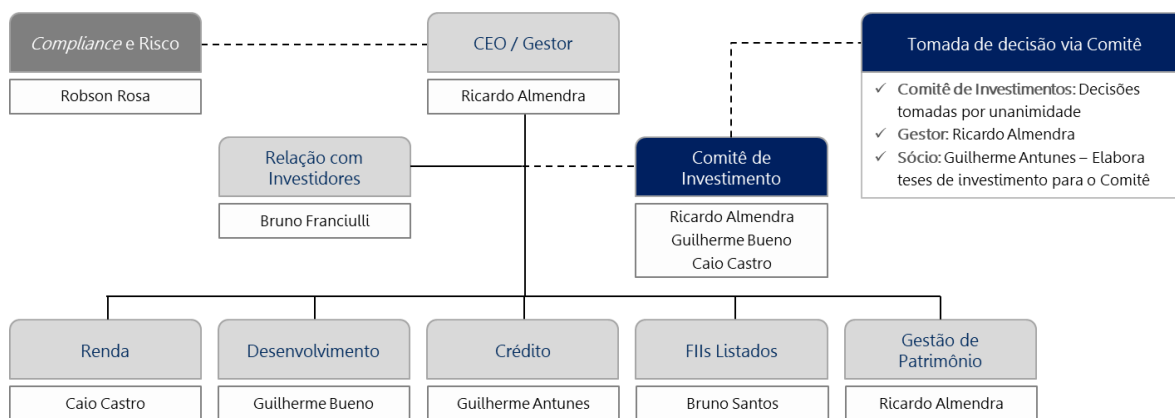 Compliance e Risco
Robson Rosa
CEO / Gestor
Ricardo Almendra
Tomada de decisão via Comitê
✓ Comitê de Investimentos: Decisões
tomadas por unanimidade
✓ Gestor: Ricardo Almendra
✓ Sócio: Guilherme Antunes – Elabora
teses de investimento para o Comitê
Relação com
Investidores
Bruno Franciulli
Comitê de
Investimento
Ricardo Almendra
Guilherme Bueno
Caio Castro
Renda
Caio Castro
Desenvolvimento
Guilherme Bueno
Crédito
Guilherme Antunes
FIIs Listados
Bruno Santos
Gestão de
Patrimônio
Ricardo Almendra